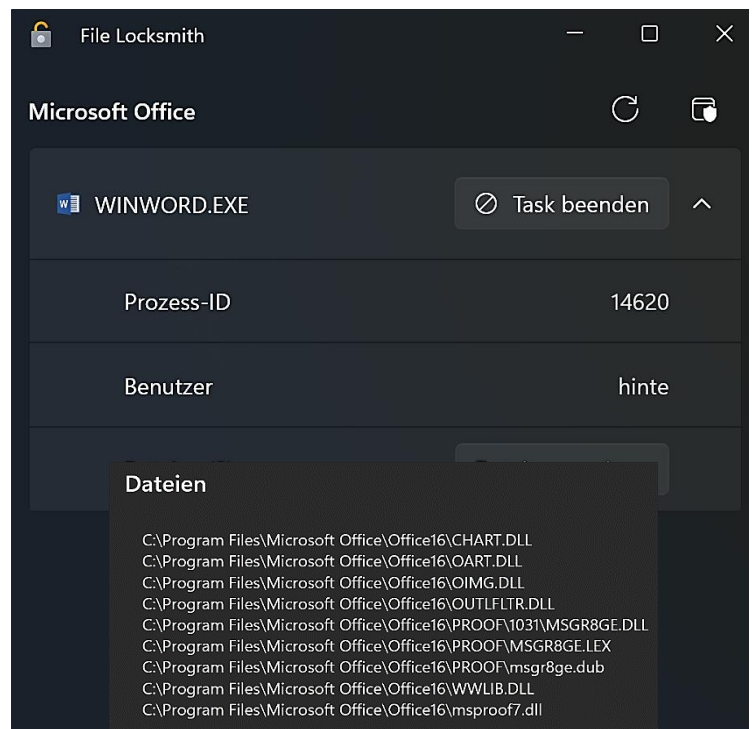 File Locksmith
Microsoft Office
WINWORD.EXE
Task beenden
Prozess-ID
14620
Benutzer
hinte
Dateien
C:\Program Files\Microsoft Office\Office16\CHART.DLL
C:\Program Files\Microsoft Office\Office16\OART.DLL
C:\Program Files\Microsoft Office\Office16\OIMG.DLL
C:\Program Files\Microsoft Office\Office16\OUTLFLTR.DLL
C:\Program Files\Microsoft Office\Office16\PROOF\1031\MSGR8GE.DLL
C:\Program Files\Microsoft Office\Office16\PROOF\MSGR8GE.LEX
C:\Program Files\Microsoft Office\Office16\PROOF\msgr8ge.dub
C:\Program Files\Microsoft Office\Office16\WWLIB.DLL
C:\Program Files\Microsoft Office\Office16\msproof7.dll